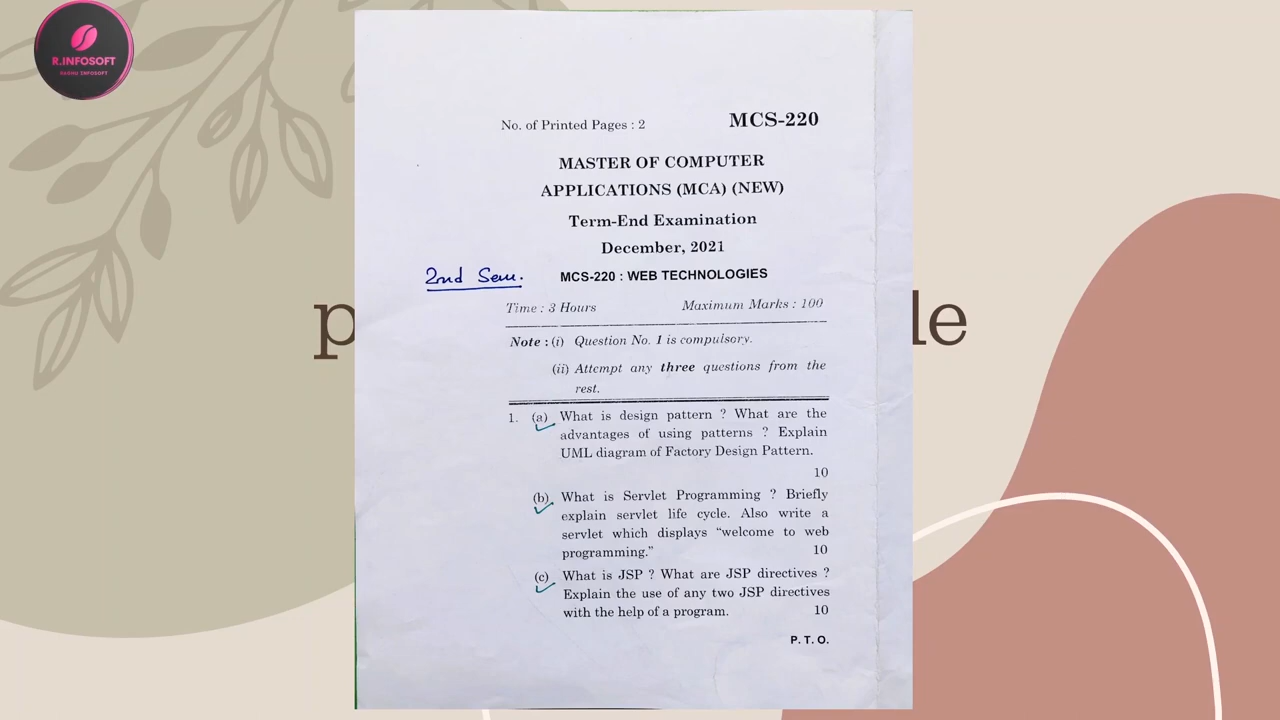 R.INFOSOFT
No. of Printed Pages : 2 MCS-220
MASTER OF COMPUTER
APPLICATIONS (MCA) (NEW)
Term-End Examination
December, 2021
2nd Sem. MCS-220 : WEB TECHNOLOGIES
Time : 3 Hours Maximum Marks : 100
Note : (i) Question No. 1 is compulsory.
(ii) Attempt any three questions from the
rest.
1. (a) What is design pattern ? What are the
advantages of using patterns ? Explain
UML diagram of Factory Design Pattern.
10
(b) What is Servlet Programming ? Briefly
explain servlet life cycle. Also write a
servlet which displays “welcome to web
programming.” 10
(c) What is JSP ? What are JSP directives ?
Explain the use of any two JSP directives
with the help of a program. 10
P. T. O.